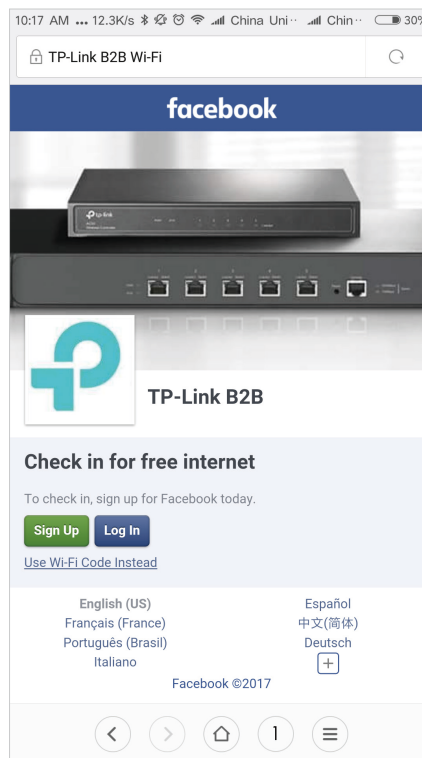 10:17 AM ... 12.3K/s China Uni·· Chin·· 30%
TP-Link B2B Wi-Fi
facebook
tp-link
TP-Link B2B
Check in for free internet
To check in, sign up for Facebook today.
Sign Up Log In
Use Wi-Fi Code Instead
English (US) Español
Français (France) 中文(简体)
Português (Brasil) Deutsch
Italiano
Facebook ©2017
1